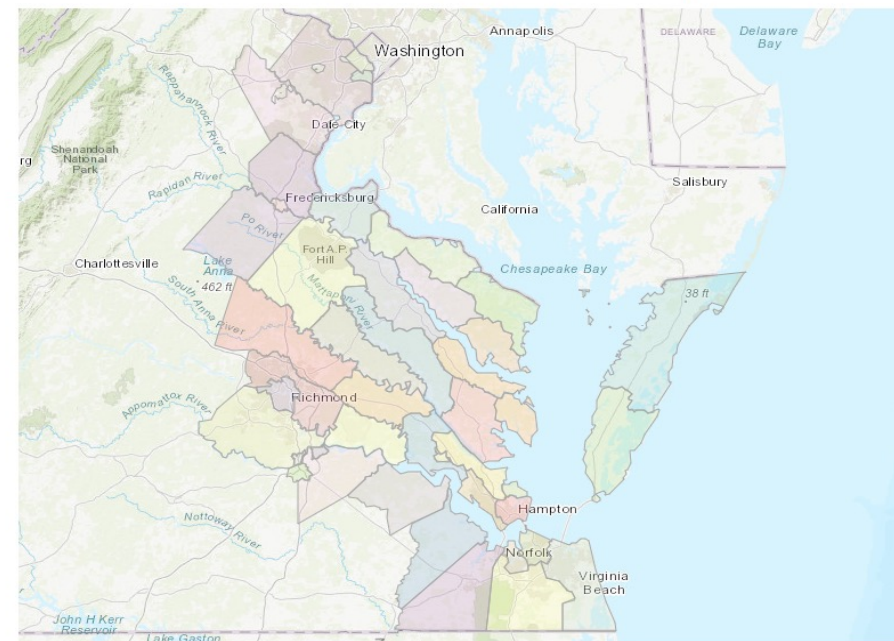 Annapolis
DELAWARE
Delaware
Bay
Washington
Rappahannock River
Dale City
Shenandoah
National
Park
rg
Rapidan River
Fredericksburg
Salisbury
California
Po River
Fort A.P.
Hill
Lake
Anna
Charlottesville
462 ft
Chesapeake Bay
South Anna River
Mattaponi River
38 ft
Richmond
Appomattox River
Hampton
Nottoway River
Norfolk
Virginia
Beach
John H Kerr
Reservoir
Lake Gaston